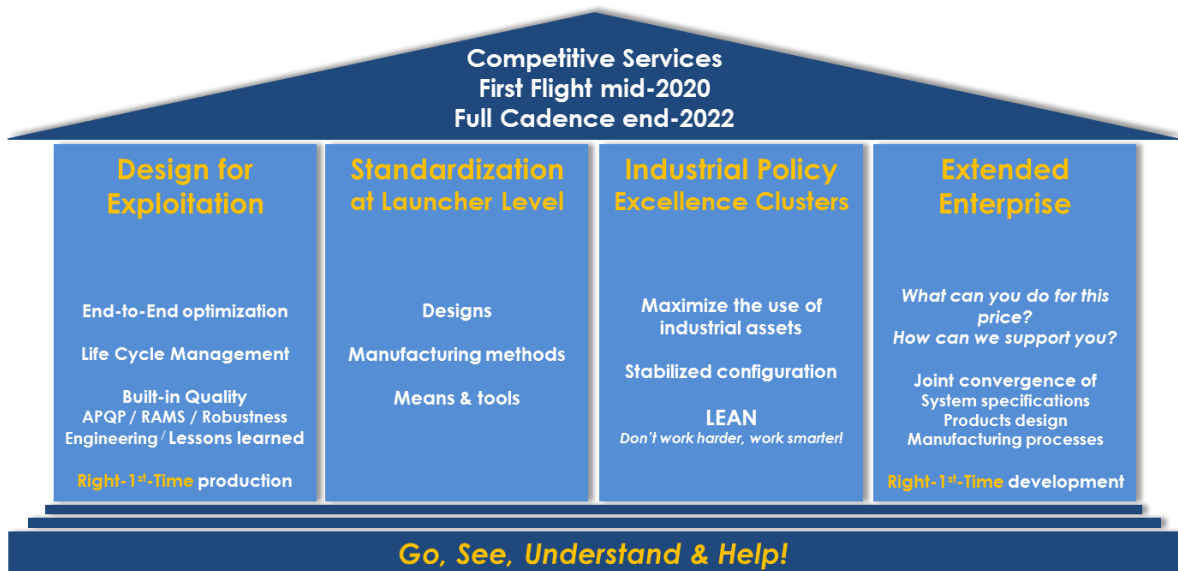 Competitive Services
First Flight mid-2020
Full Cadence end-2022
Design for
Exploitation
End-to-End optimization
Life Cycle Management
Built-in Quality
APQP / RAMS / Robustness
Engineering / Lessons learned
Right-1st-Time production
Standardization
at Launcher Level
Designs
Manufacturing methods
Means & tools
Industrial Policy
Excellence Clusters
Maximize the use of
industrial assets
Stabilized configuration
LEAN
Don't work harder, work smarter!
Extended
Enterprise
What can you do for this
price?
How can we support you?
Joint convergence of
System specifications
Products design
Manufacturing processes
Right-1st-Time development
Go, See, Understand & Help!